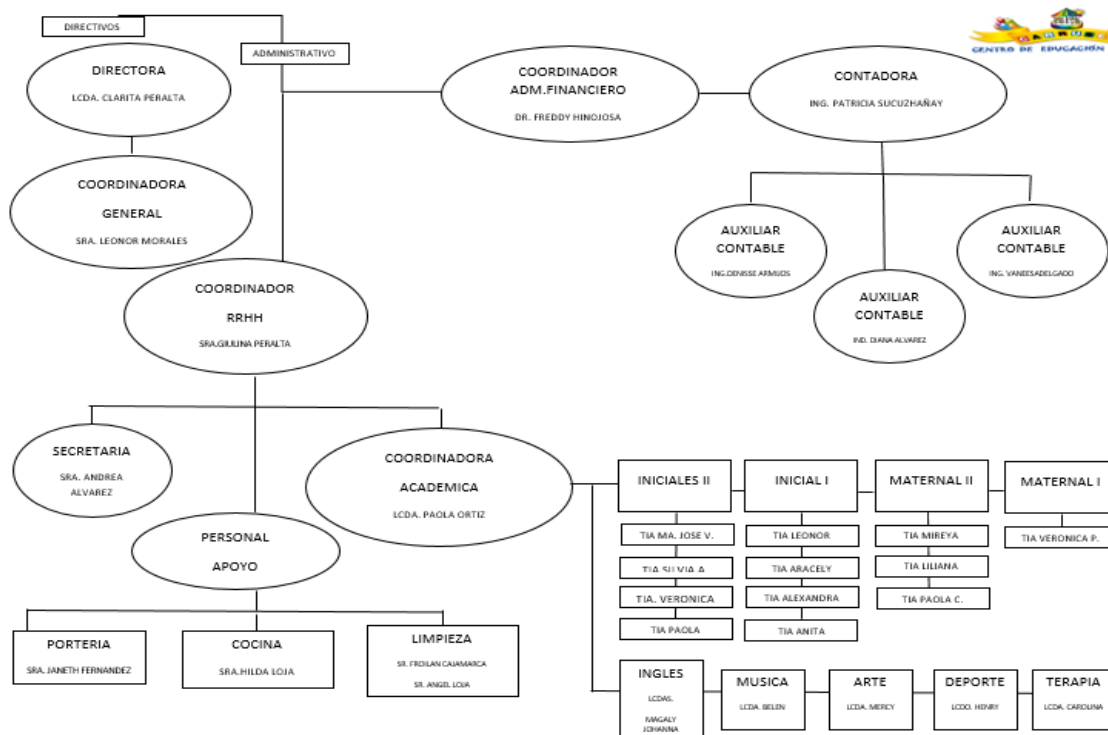 DIRECTIVOS
ADMINISTRATIVO
DIRECTORA
LCDA. CLARITA PERALTA
COORDINADOR
ADM.FINANCIERO
DR. FREDDY HINOJOSA
CONTADORA
ING. PATRICIA SUCUZHAÑAY
CENTRO DE EDUCACIÓN
COORDINADORA
GENERAL
SRA. LEONOR MORALES
AUXILIAR
CONTABLE
ING.DENISSE ARMIJOS
AUXILIAR
CONTABLE
IND. DIANA ALVAREZ
AUXILIAR
CONTABLE
ING. VANEESADELGADO
COORDINADOR
RRHH
SRA.GIULINA PERALTA
SECRETARIA
SRA. ANDREA
ALVAREZ
COORDINADORA
ACADEMICA
LCDA. PAOLA ORTIZ
PERSONAL
APOYO
PORTERIA
SRA. JANETH FERNANDEZ
COCINA
SRA.HILDA LOJA
LIMPIEZA
SR. FROILAN CAJAMARCA
SR. ANGEL LOJA
INICIALES II
TIA MA. JOSE V.
TIA SILVIA A
TIA. VERONICA
TIA PAOLA
INICIAL I
TIA LEONOR
TIA ARACELY
TIA ALEXANDRA
TIA ANITA
MATERNAL II
TIA MIREYA
TIA LILIANA
TIA PAOLA C.
MATERNAL I
TIA VERONICA P.
INGLES
LCDAS.
MAGALY
JOHANNA
MUSICA
LCDA. BELEN
ARTE
LCDA. MERCY
DEPORTE
LCDO. HENRY
TERAPIA
LCDA. CAROLINA